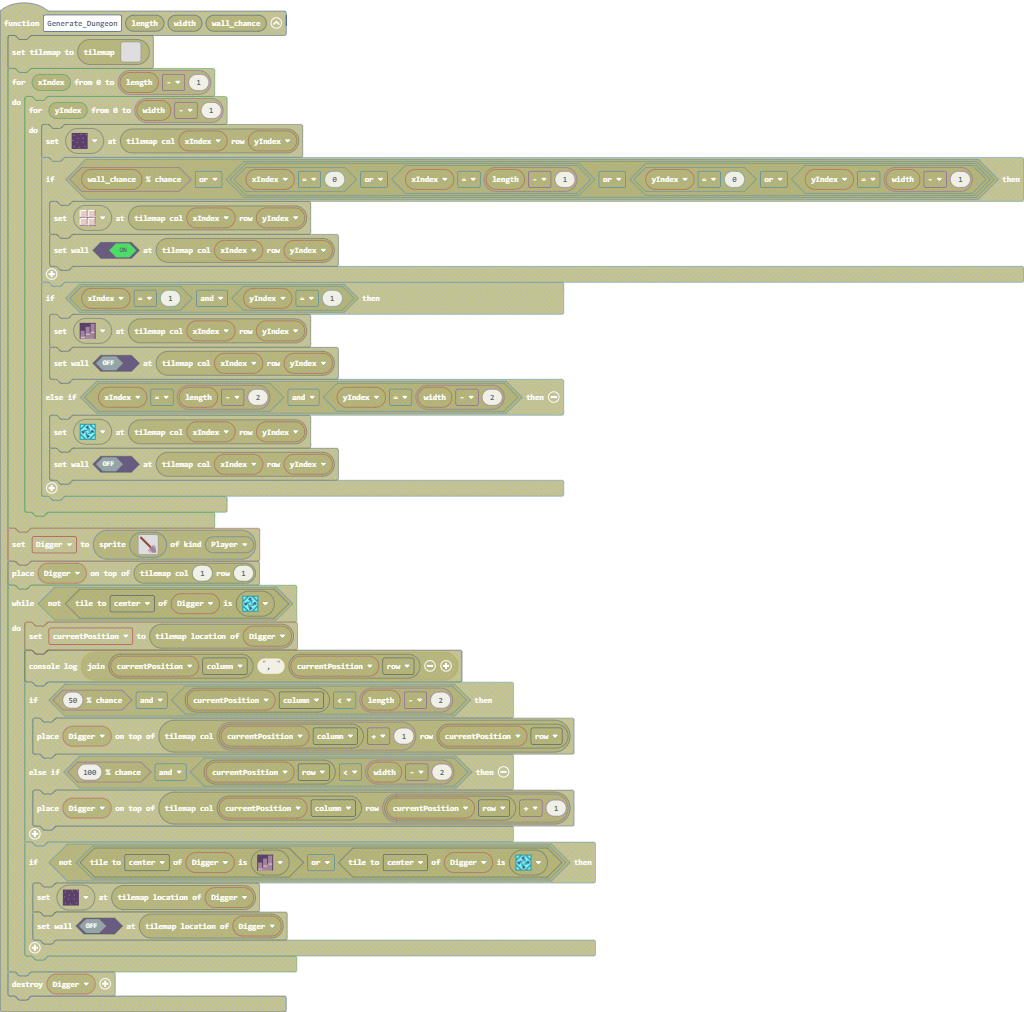 function Generate_Dungeon length width wall_chance
set tilemap to tilemap
for xIndex from 0 to length - 1
do
for yIndex from 0 to width - 1
do
set at tilemap col xIndex row yIndex
if wall_chance % chance or xIndex = 0 or xIndex = length - 1 or yIndex = 0 or yIndex = width - 1 then
set at tilemap col xIndex row yIndex
set wall ON at tilemap col xIndex row yIndex
if xIndex = 1 and yIndex = 1 then
set at tilemap col xIndex row yIndex
set wall OFF at tilemap col xIndex row yIndex
else if xIndex = length - 2 and yIndex = width - 2 then
set at tilemap col xIndex row yIndex
set wall OFF at tilemap col xIndex row yIndex
set Digger to sprite of kind Player
place Digger on top of tilemap col 1 row 1
while not tile to center of Digger is
do
set currentPosition to tilemap location of Digger
console log join currentPosition column "," currentPosition row
if 50 % chance and currentPosition column < length - 2 then
place Digger on top of tilemap col currentPosition column + 1 row currentPosition row
else if 100 % chance and currentPosition row < width - 2 then
place Digger on top of tilemap col currentPosition column row currentPosition row + 1
if not tile to center of Digger is or tile to center of Digger is then
set at tilemap location of Digger
set wall OFF at tilemap location of Digger
destroy Digger